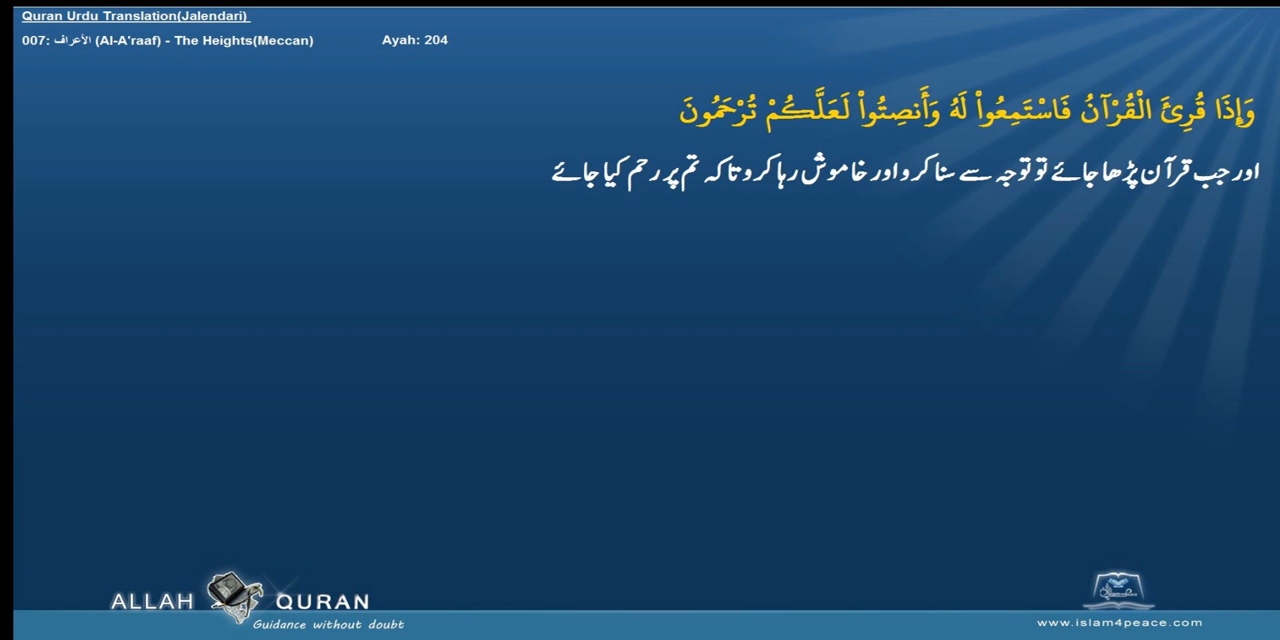 Quran Urdu Translation(Jalendari)
007: الأعراف (Al-A'raaf) - The Heights(Meccan) Ayah: 204
وَإِذَا قُرِئَ الْقُرْآنُ فَاسْتَمِعُواْ لَهُ وَأَنصِتُواْ لَعَلَّكُمْ تُرْحَمُونَ
اور جب قرآن پڑھا جائے تو توجہ سے سنا کرو اور خاموش رہا کرو تاکہ تم پر رحم کیا جائے
ALLAH QURAN
Guidance without doubt
www.islam4peace.com